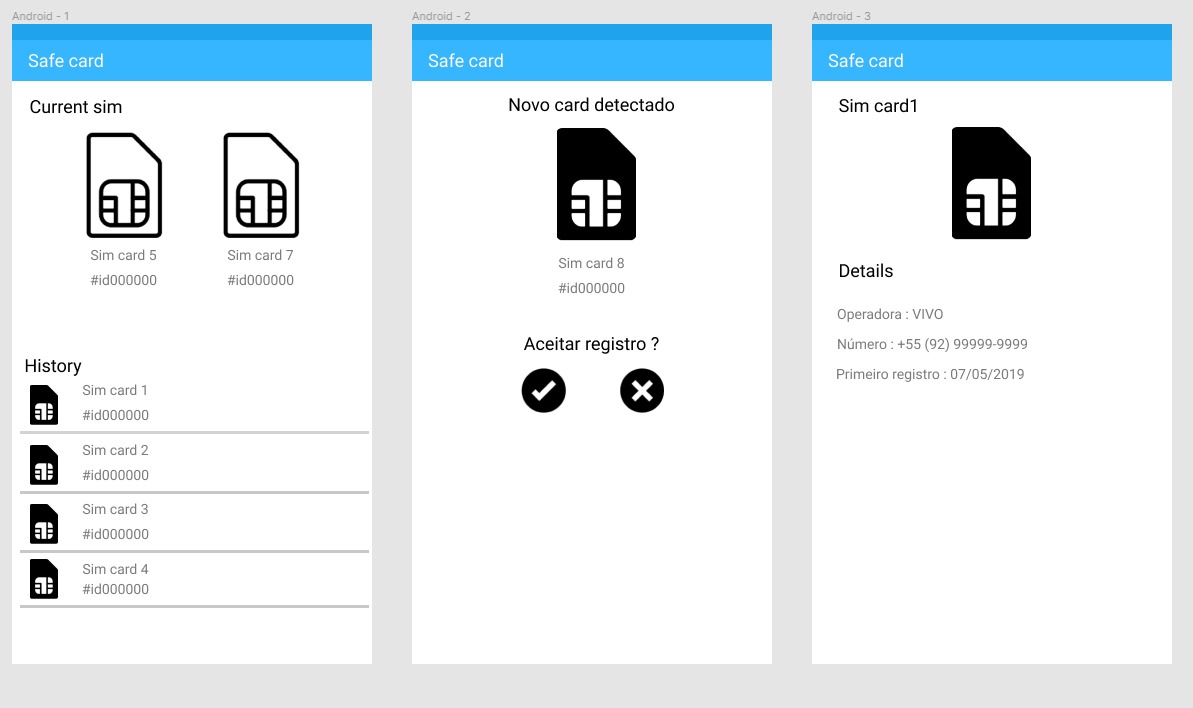 Android - 1
Safe card
Current sim
Sim card 5
#id000000
Sim card 7
#id000000
History
Sim card 1
#id000000
Sim card 2
#id000000
Sim card 3
#id000000
Sim card 4
#id000000
Android - 2
Safe card
Novo card detectado
Sim card 8
#id000000
Aceitar registro ?
Android - 3
Safe card
Sim card1
Details
Operadora : VIVO
Número : +55 (92) 99999-9999
Primeiro registro : 07/05/2019